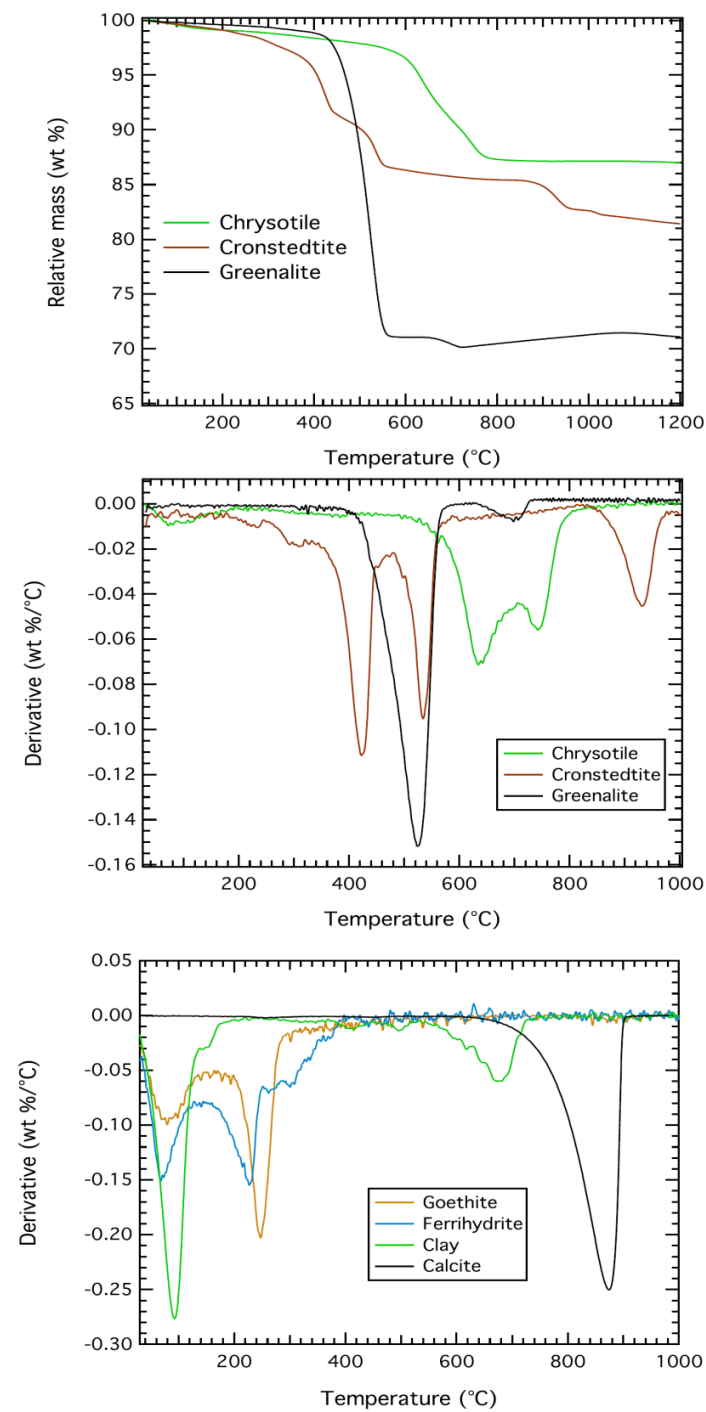 100
95
90
85
80
75
70
65
Relative mass (wt %)
Chrysotile
Cronstedtite
Greenalite
200 400 600 800 1000 1200
Temperature (°C)
0.00
-0.02
-0.04
-0.06
-0.08
-0.10
-0.12
-0.14
-0.16
Derivative (wt %/°C)
Chrysotile
Cronstedtite
Greenalite
200 400 600 800 1000
Temperature (°C)
0.05
0.00
-0.05
-0.10
-0.15
-0.20
-0.25
-0.30
Derivative (wt %/°C)
Goethite
Ferrihydrite
Clay
Calcite
200 400 600 800 1000
Temperature (°C)